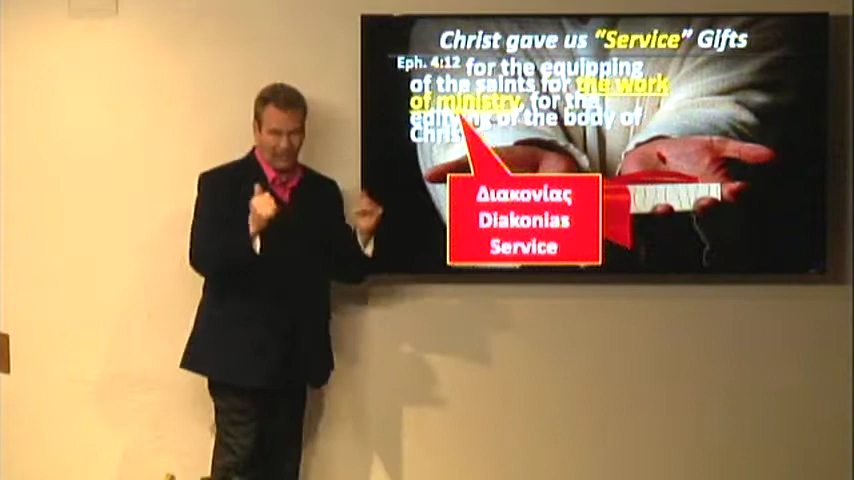 Christ gave us “Service” Gifts
Eph. 4:12 for the equipping
of the saints for the work
of ministry, for the
edifying of the body of
Christ
Διακονίας
Diakonias
Service